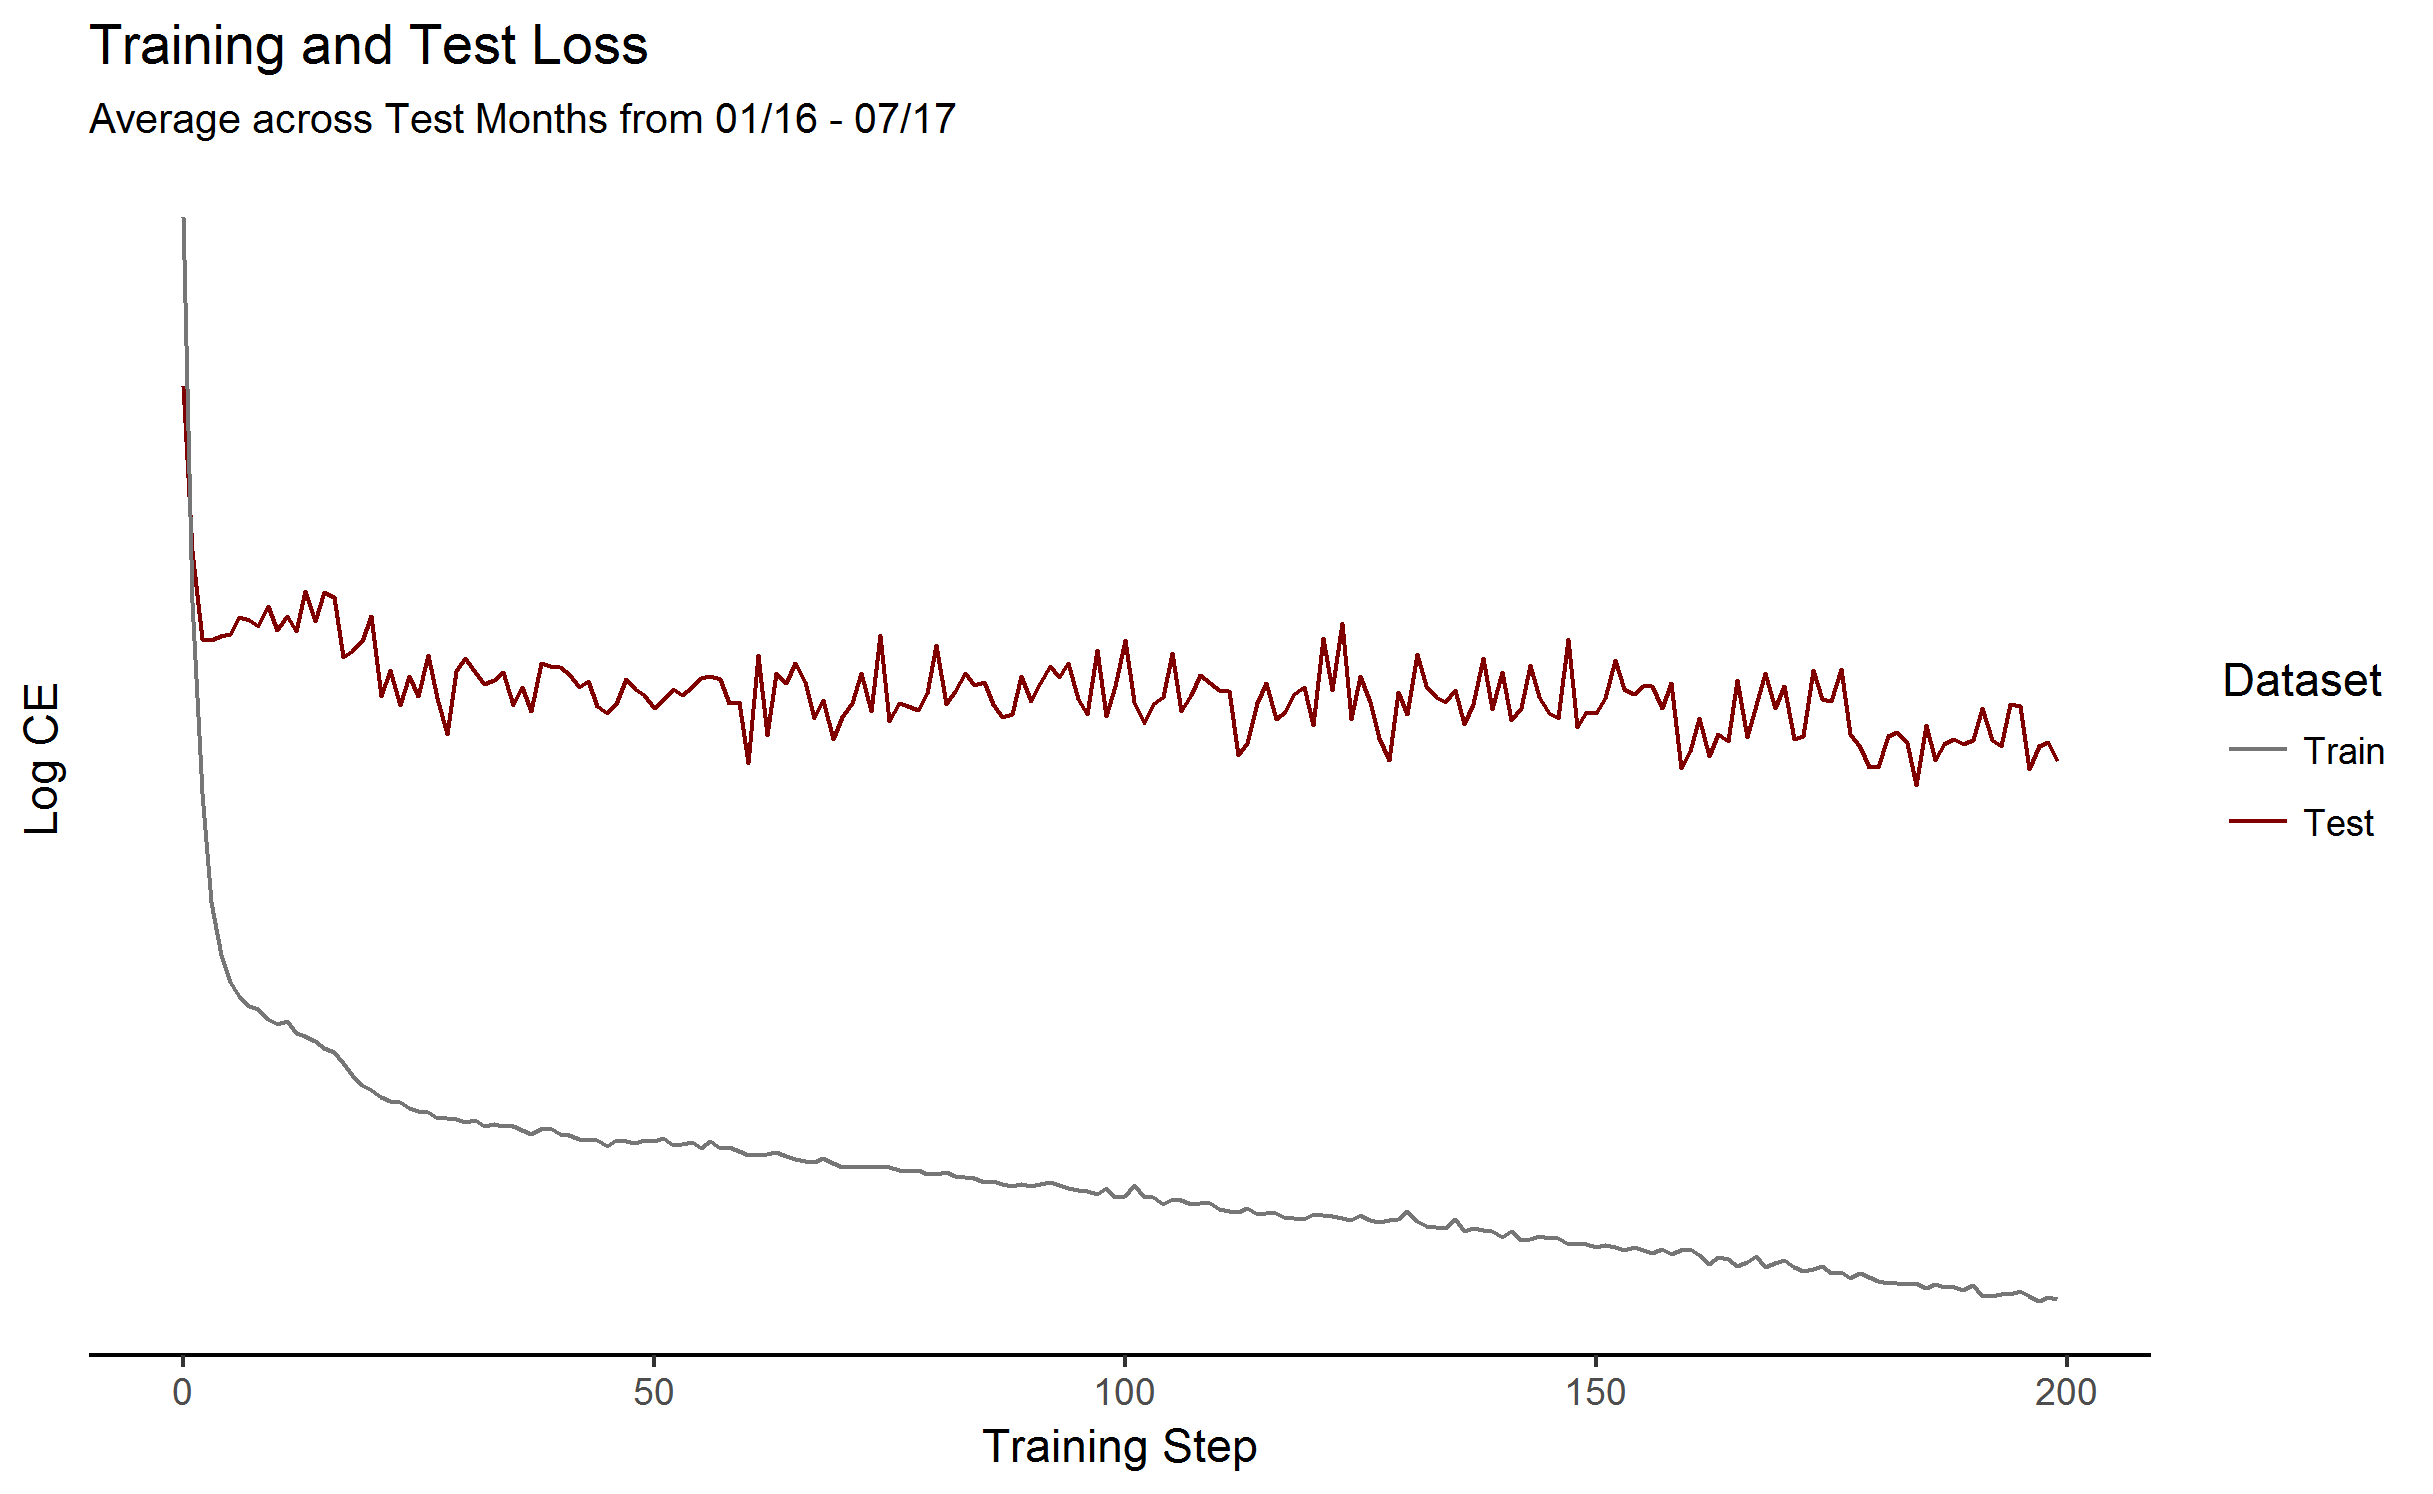 Training and Test Loss
Average across Test Months from 01/16 - 07/17
Log CE
Dataset
Train
Test
0 50 100 150 200
Training Step